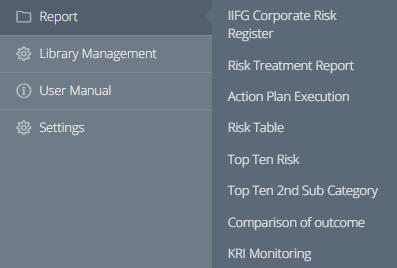 Report
Library Management
User Manual
Settings
IIFG Corporate Risk
Register
Risk Treatment Report
Action Plan Execution
Risk Table
Top Ten Risk
Top Ten 2nd Sub Category
Comparison of outcome
KRI Monitoring